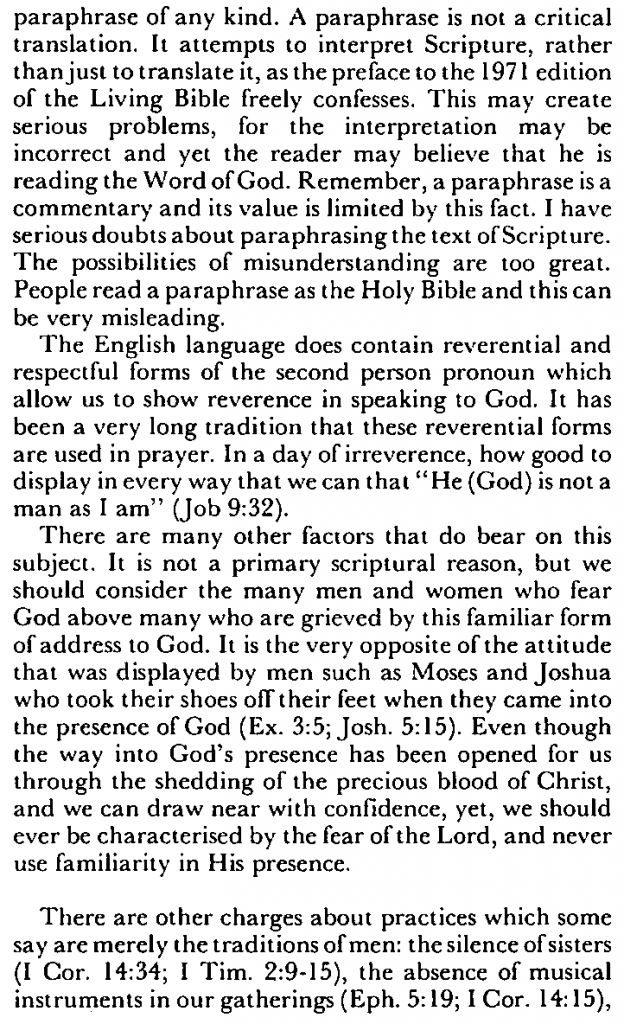 paraphrase of any kind. A paraphrase is not a critical
translation. It attempts to interpret Scripture, rather
than just to translate it, as the preface to the 1971 edition
of the Living Bible freely confesses. This may create
serious problems, for the interpretation may be
incorrect and yet the reader may believe that he is
reading the Word of God. Remember, a paraphrase is a
commentary and its value is limited by this fact. I have
serious doubts about paraphrasing the text of Scripture.
The possibilities of misunderstanding are too great.
People read a paraphrase as the Holy Bible and this can
be very misleading.
The English language does contain reverential and
respectful forms of the second person pronoun which
allow us to show reverence in speaking to God. It has
been a very long tradition that these reverential forms
are used in prayer. In a day of irreverence, how good to
display in every way that we can that "He (God) is not a
man as I am" (Job 9:32).
There are many other factors that do bear on this
subject. It is not a primary scriptural reason, but we
should consider the many men and women who fear
God above many who are grieved by this familiar form
of address to God. It is the very opposite of the attitude
that was displayed by men such as Moses and Joshua
who took their shoes off their feet when they came into
the presence of God (Ex. 3:5; Josh. 5:15). Even though
the way into God's presence has been opened for us
through the shedding of the precious blood of Christ,
and we can draw near with confidence, yet, we should
ever be characterised by the fear of the Lord, and never
use familiarity in His presence.
There are other charges about practices which some
say are merely the traditions of men: the silence of sisters
(I Cor. 14:34; I Tim. 2:9-15), the absence of musical
instruments in our gatherings (Eph. 5:19; I Cor. 14:15),